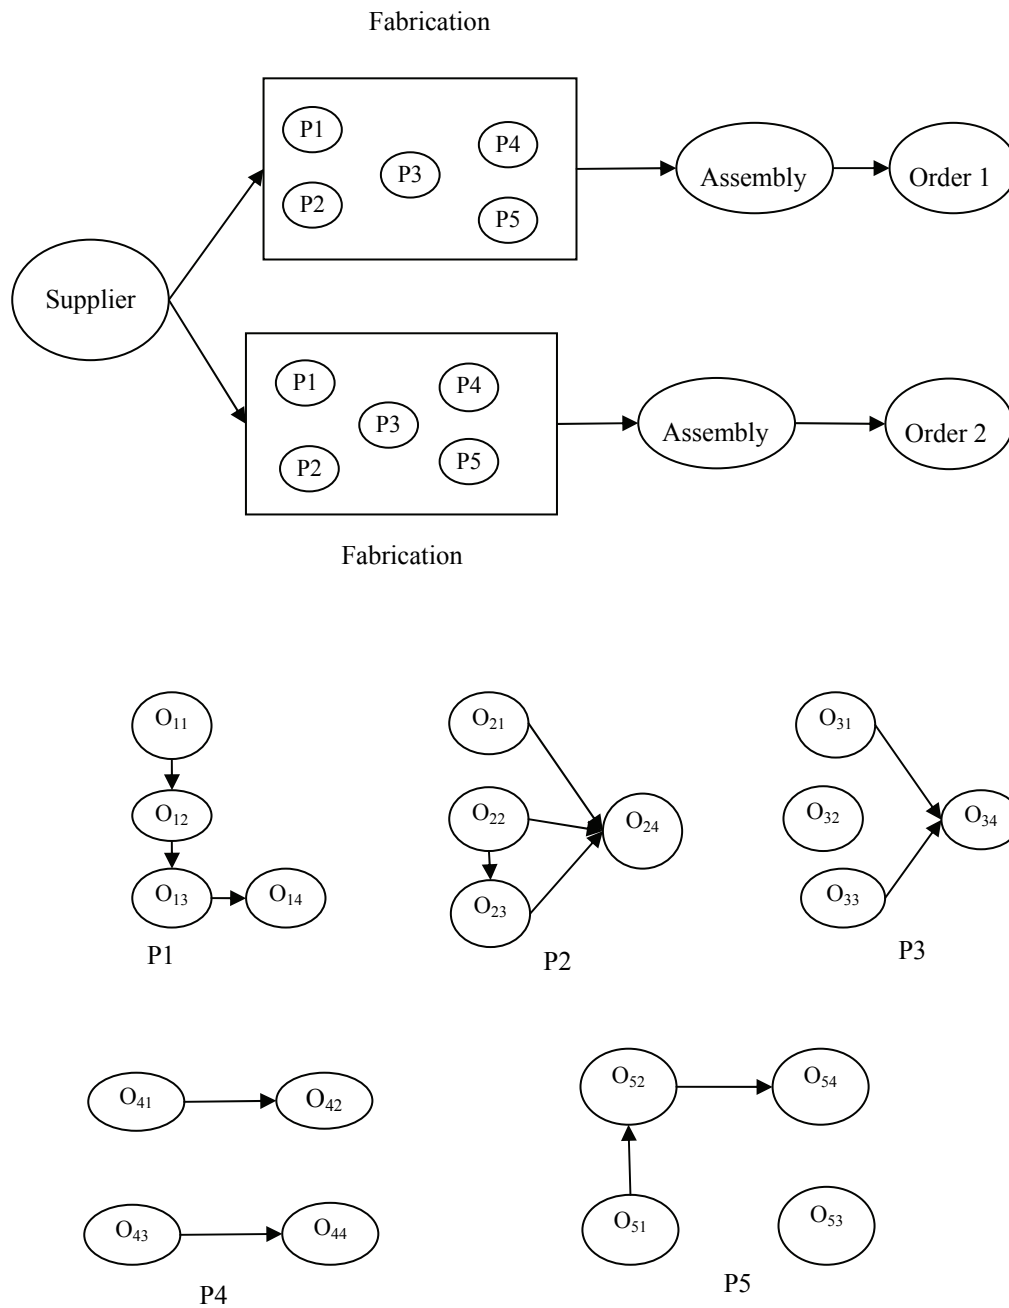 Fabrication
P1
P4
P3
P2
P5
Assembly
Order 1
Supplier
P1
P4
P3
P2
P5
Assembly
Order 2
Fabrication
O₁₁
O₁₂
O₁₃
O₁₄
P1
O₂₁
O₂₂
O₂₃
O₂₄
P2
O₃₁
O₃₂
O₃₃
O₃₄
P3
O₄₁
O₄₂
O₄₃
O₄₄
P4
O₅₂
O₅₄
O₅₁
O₅₃
P5